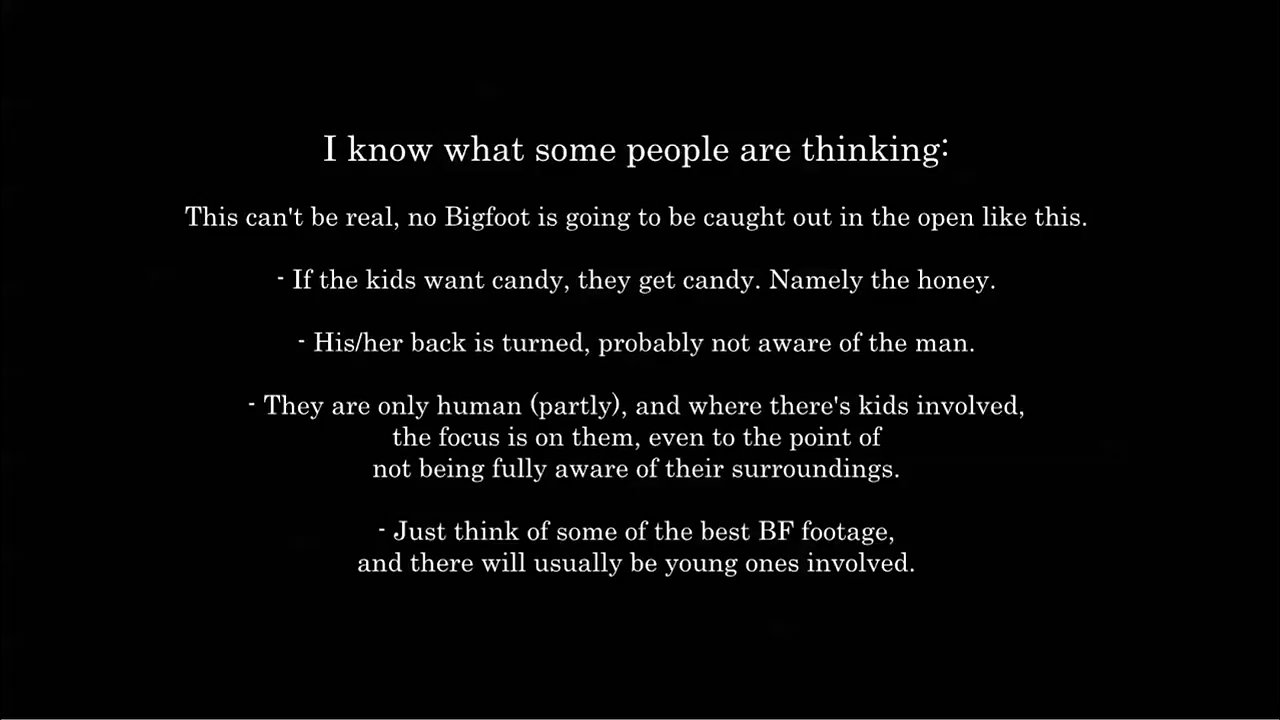 I know what some people are thinking:
This can't be real, no Bigfoot is going to be caught out in the open like this.
- If the kids want candy, they get candy. Namely the honey.
- His/her back is turned, probably not aware of the man.
- They are only human (partly), and where there's kids involved,
the focus is on them, even to the point of
not being fully aware of their surroundings.
- Just think of some of the best BF footage,
and there will usually be young ones involved.